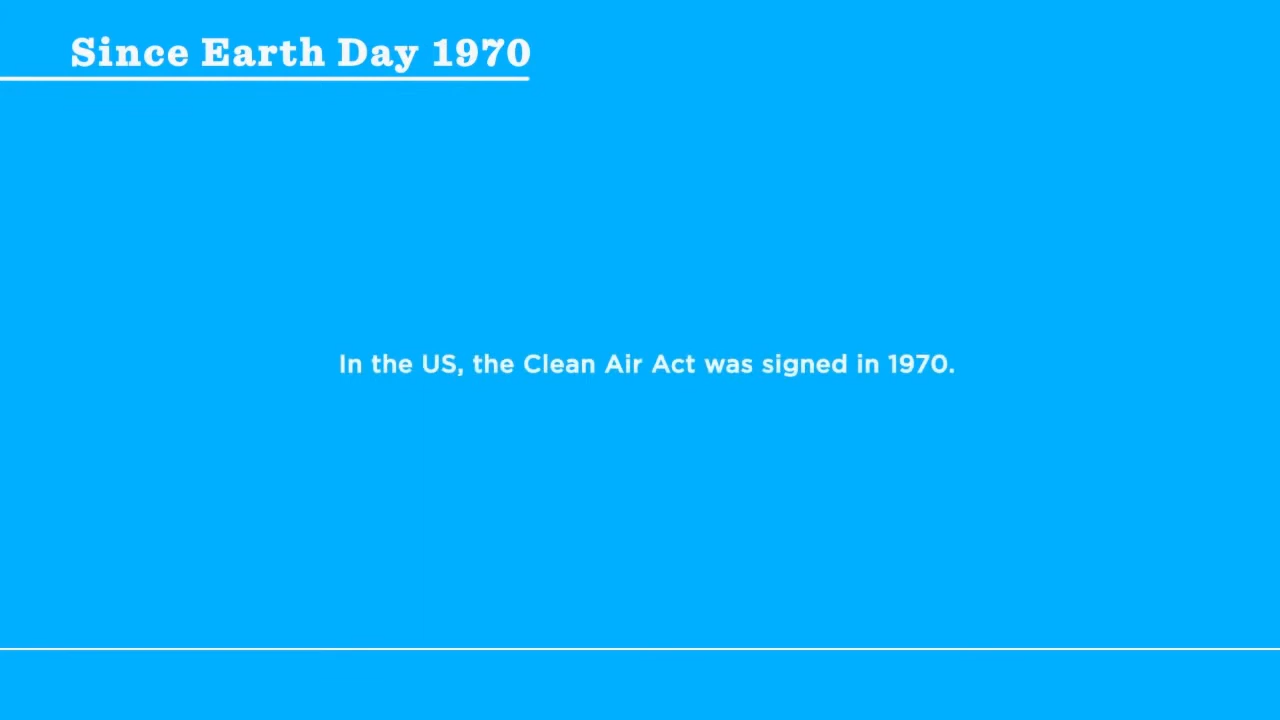 Since Earth Day 1970
In the US, the Clean Air Act was signed in 1970.